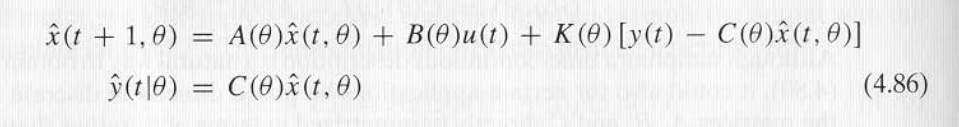 x̂(t + 1, θ) = A(θ)x̂(t, θ) + B(θ)u(t) + K(θ)[y(t) − C(θ)x̂(t, θ)]
ŷ(t|θ) = C(θ)x̂(t, θ) (4.86)